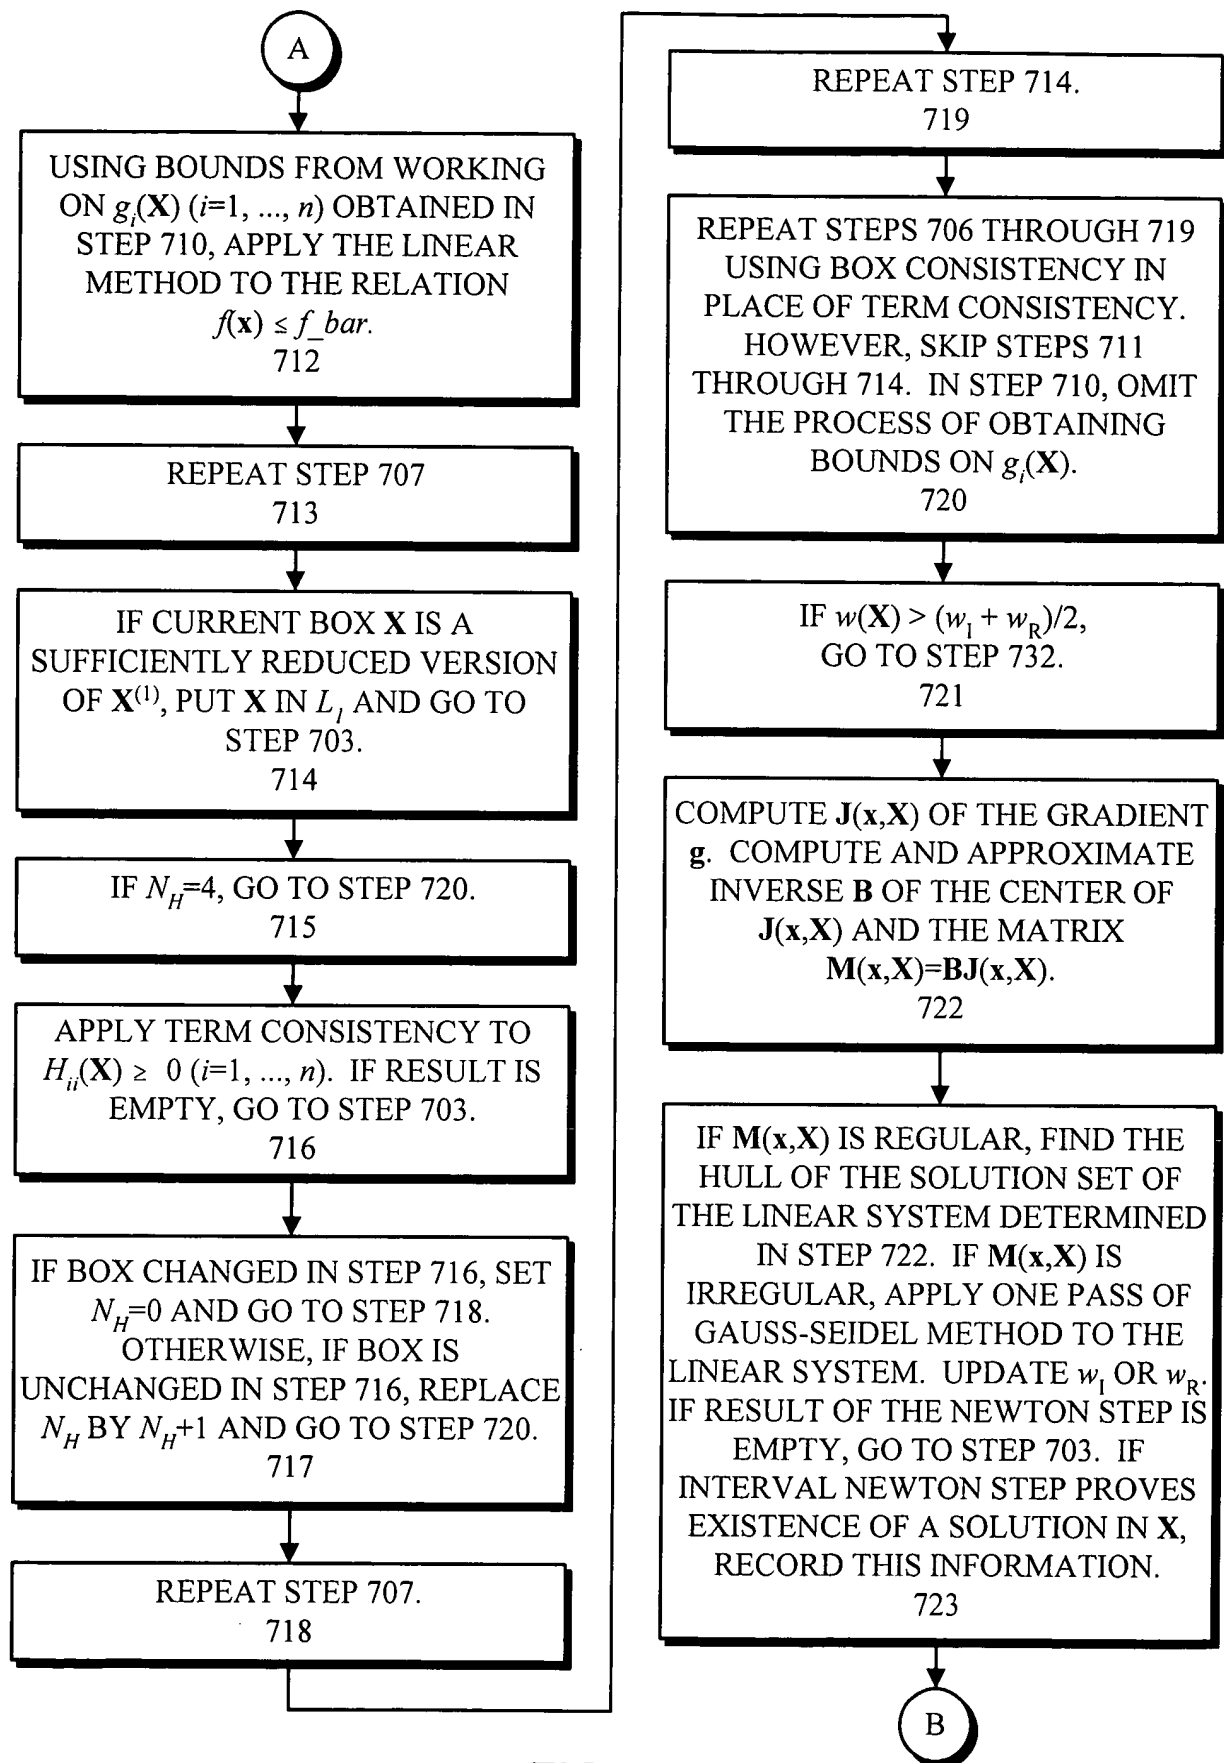 A
USING BOUNDS FROM WORKING
ON gᵢ(X) (i=1, ..., n) OBTAINED IN
STEP 710, APPLY THE LINEAR
METHOD TO THE RELATION
f(x) ≤ f_bar.
712
REPEAT STEP 707
713
IF CURRENT BOX X IS A
SUFFICIENTLY REDUCED VERSION
OF X⁽¹⁾, PUT X IN L₁ AND GO TO
STEP 703.
714
IF N_H=4, GO TO STEP 720.
715
APPLY TERM CONSISTENCY TO
H_ii(X) ≥ 0 (i=1, ..., n). IF RESULT IS
EMPTY, GO TO STEP 703.
716
IF BOX CHANGED IN STEP 716, SET
N_H=0 AND GO TO STEP 718.
OTHERWISE, IF BOX IS
UNCHANGED IN STEP 716, REPLACE
N_H BY N_H+1 AND GO TO STEP 720.
717
REPEAT STEP 707.
718
REPEAT STEP 714.
719
REPEAT STEPS 706 THROUGH 719
USING BOX CONSISTENCY IN
PLACE OF TERM CONSISTENCY.
HOWEVER, SKIP STEPS 711
THROUGH 714. IN STEP 710, OMIT
THE PROCESS OF OBTAINING
BOUNDS ON gᵢ(X).
720
IF w(X) > (w_I + w_R)/2,
GO TO STEP 732.
721
COMPUTE J(x,X) OF THE GRADIENT
g. COMPUTE AND APPROXIMATE
INVERSE B OF THE CENTER OF
J(x,X) AND THE MATRIX
M(x,X)=BJ(x,X).
722
IF M(x,X) IS REGULAR, FIND THE
HULL OF THE SOLUTION SET OF
THE LINEAR SYSTEM DETERMINED
IN STEP 722. IF M(x,X) IS
IRREGULAR, APPLY ONE PASS OF
GAUSS-SEIDEL METHOD TO THE
LINEAR SYSTEM. UPDATE w_I OR w_R.
IF RESULT OF THE NEWTON STEP IS
EMPTY, GO TO STEP 703. IF
INTERVAL NEWTON STEP PROVES
EXISTENCE OF A SOLUTION IN X,
RECORD THIS INFORMATION.
723
B